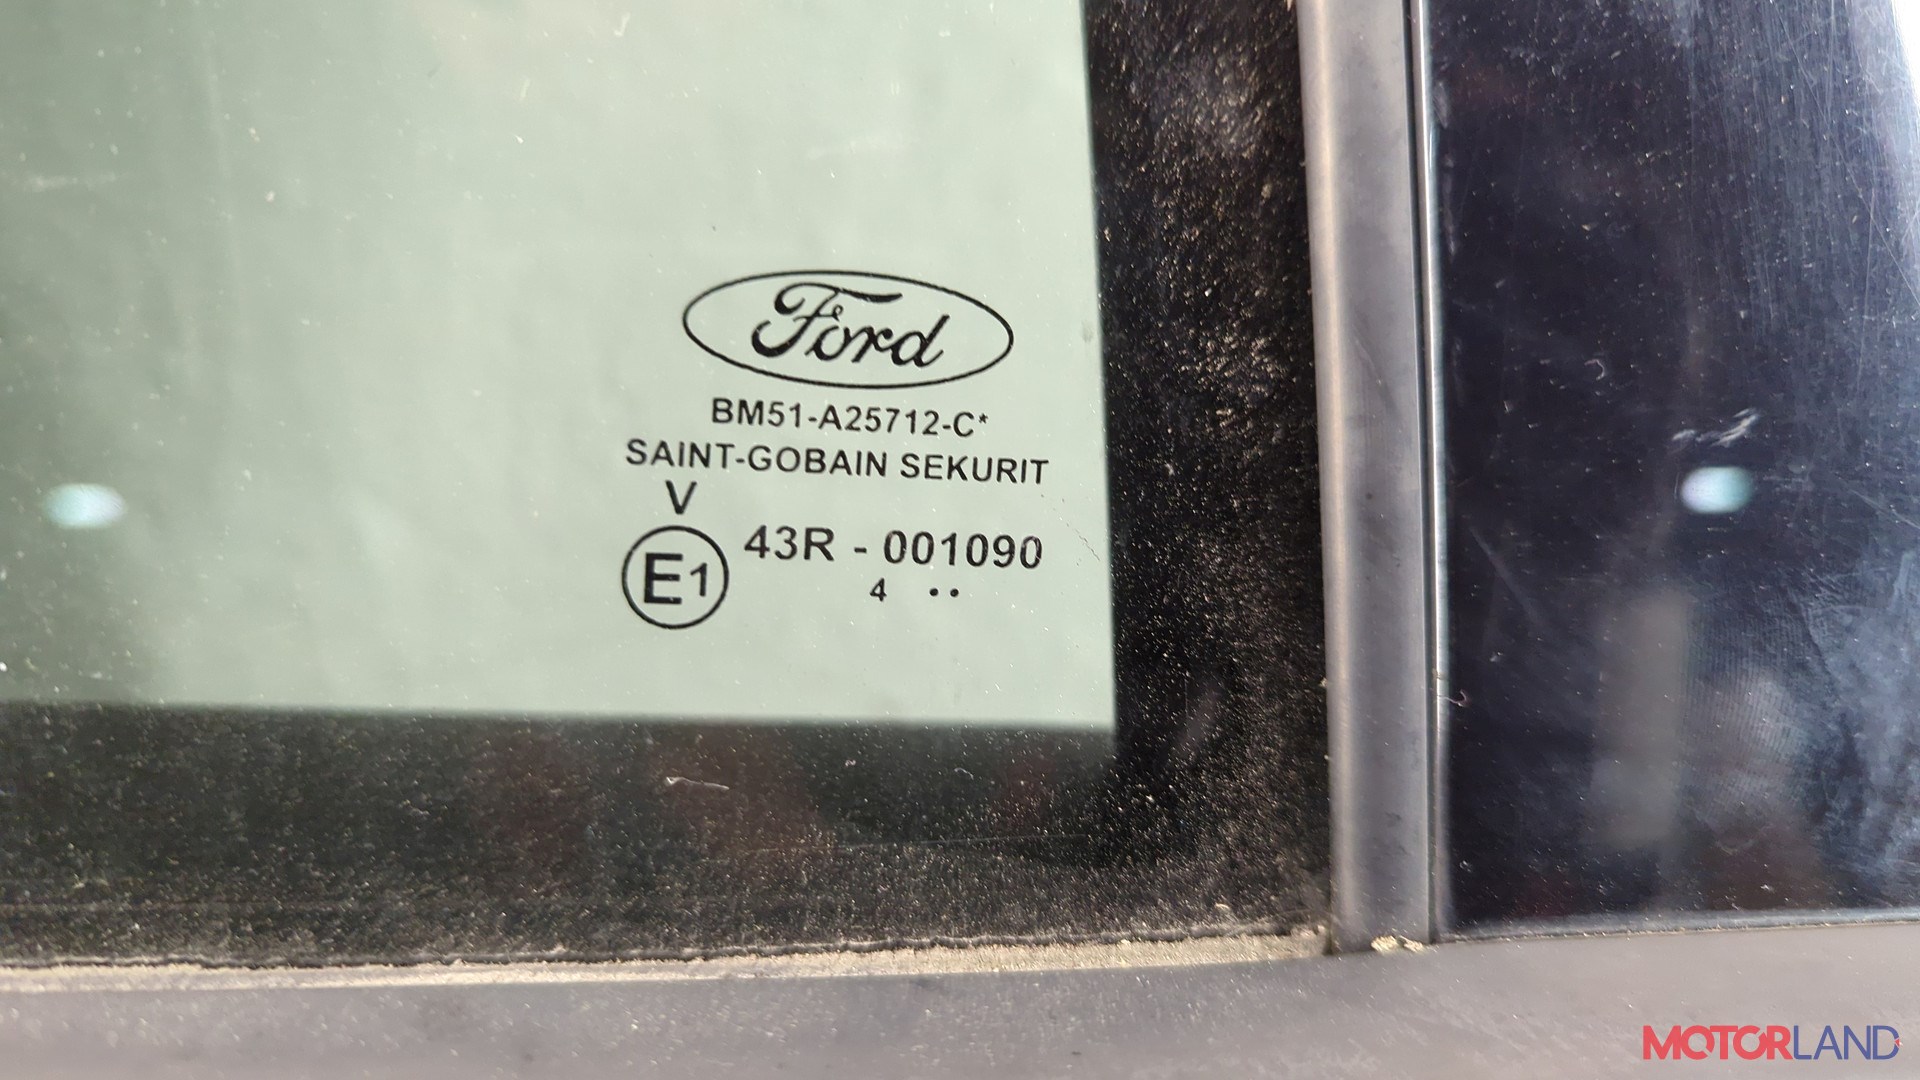 Ford
BM51-A25712-C*
SAINT-GOBAIN SEKURIT
V
E1 43R - 001090
4 ••
MOTORLAND